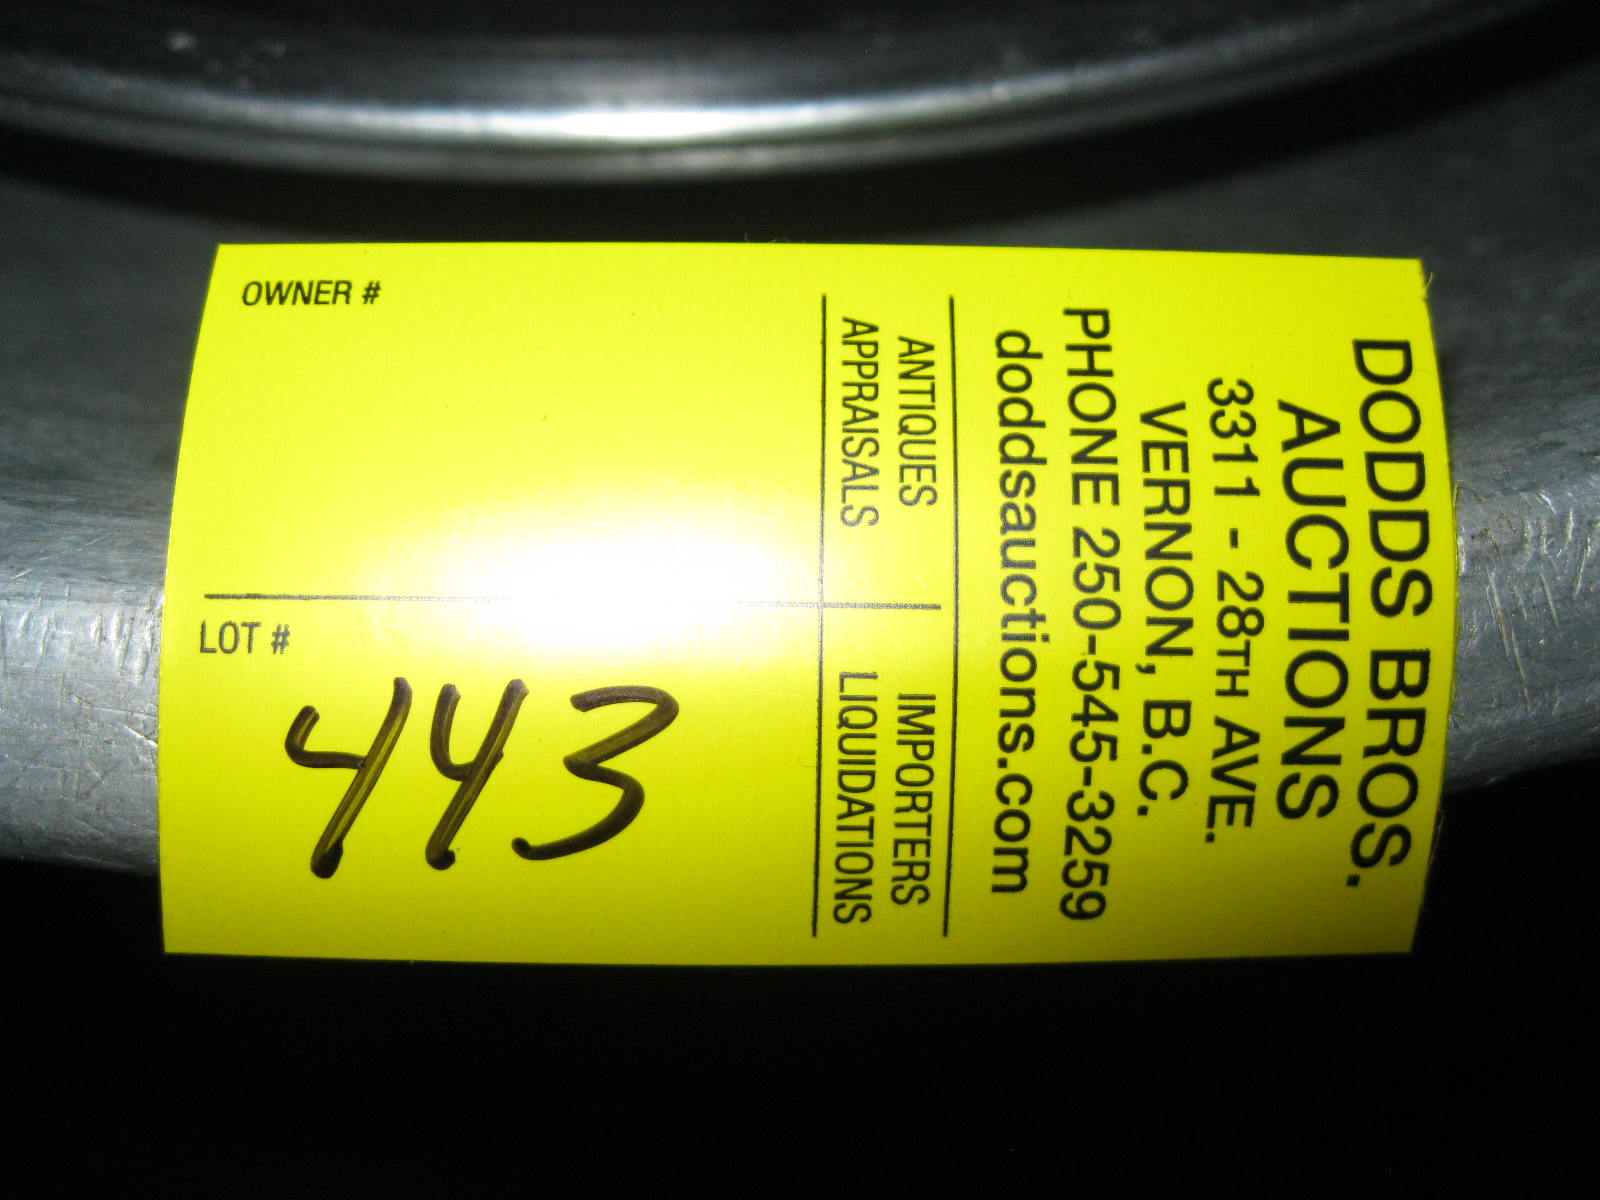 DODDS BROS.
AUCTIONS
3311 - 28TH AVE.
VERNON, B.C.
PHONE 250-545-3259
doddsauctions.com
ANTIQUES
APPRAISALS
IMPORTERS
LIQUIDATIONS
OWNER #
LOT #
443